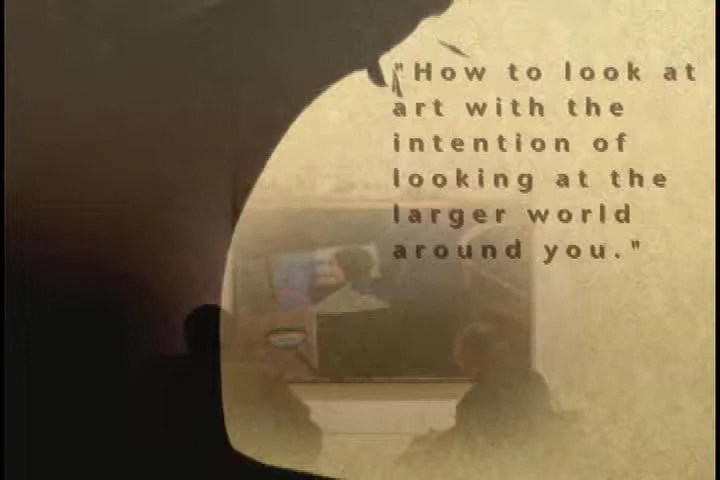 "How to look at
art with the
intention of
looking at the
larger world
around you."